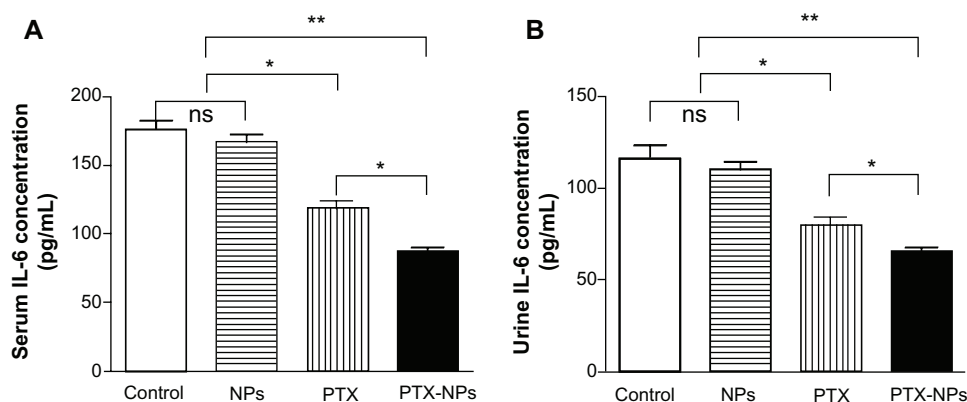 A
**
*
ns
*
Serum IL-6 concentration
(pg/mL)
200
150
100
50
0
Control NPs PTX PTX-NPs
B
**
*
ns
*
Urine IL-6 concentration
(pg/mL)
150
100
50
0
Control NPs PTX PTX-NPs